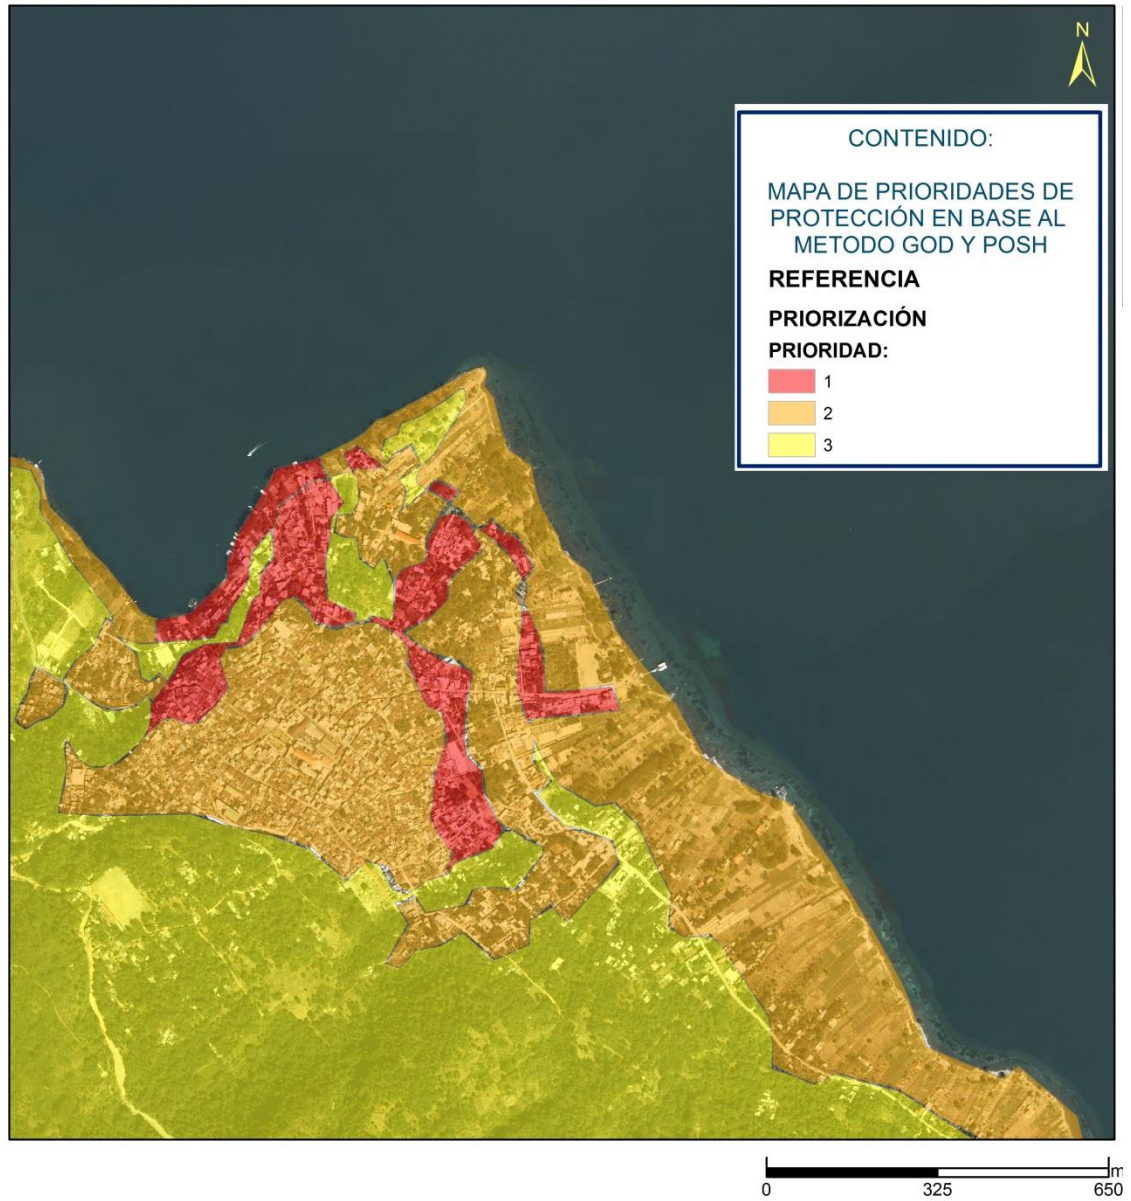 N
CONTENIDO:
MAPA DE PRIORIDADES DE
PROTECCIÓN EN BASE AL
METODO GOD Y POSH
REFERENCIA
PRIORIZACIÓN
PRIORIDAD:
1
2
3
m
0 325 650